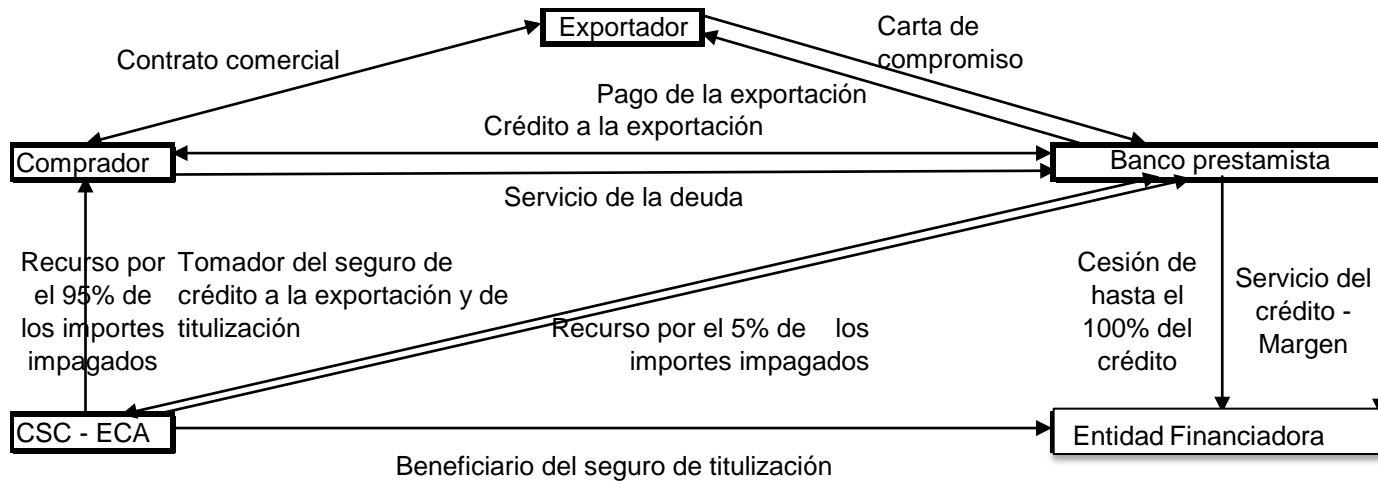 Exportador
Carta de
compromiso
Contrato comercial
Pago de la exportación
Crédito a la exportación
Comprador
Banco prestamista
Servicio de la deuda
Recurso por
el 95% de
los importes
impagados
Tomador del seguro de
crédito a la exportación y de
titulización
Recurso por el 5% de los
importes impagados
Cesión de
hasta el
100% del
crédito
Servicio del
crédito -
Margen
CSC - ECA
Entidad Financiadora
Beneficiario del seguro de titulización